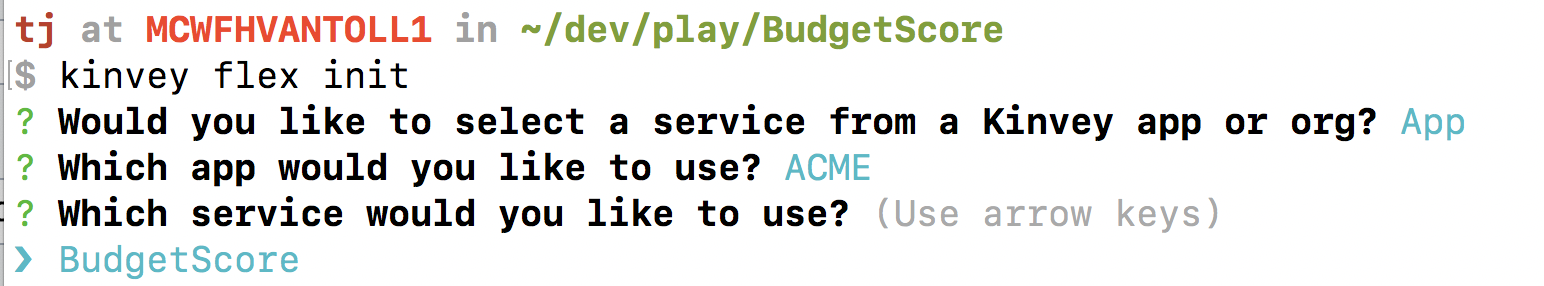 tj at MCWFHVANTOLL1 in ~/dev/play/BudgetScore
[$ kinvey flex init
? Would you like to select a service from a Kinvey app or org? App
? Which app would you like to use? ACME
? Which service would you like to use? (Use arrow keys)
❯ BudgetScore